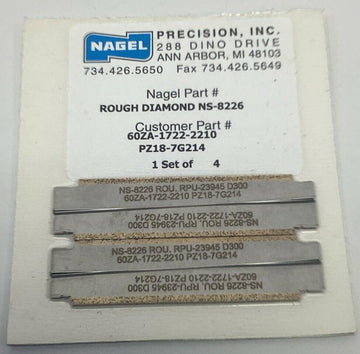 NAGEL
PRECISION, INC.
288 DINO DRIVE
ANN ARBOR, MI 48103
734.426.5650 Fax 734.426.5649
Nagel Part #
ROUGH DIAMOND NS-8226
Customer Part #
60ZA-1722-2210
PZ18-7G214
1 Set of 4
NS-8226 ROU. RPU-23945 D300
60ZA-1722-2210 PZ18-7G214
NS-8226 ROU. RPU-23945 D300
60ZA-1722-2210 PZ18-7G214
NS-8226 ROU. RPU-23945 D300
60ZA-1722-2210 PZ18-7G214
60ZA-1722-2210 PZ18-7G214
NS-8226 ROU. RPU-23945 D300